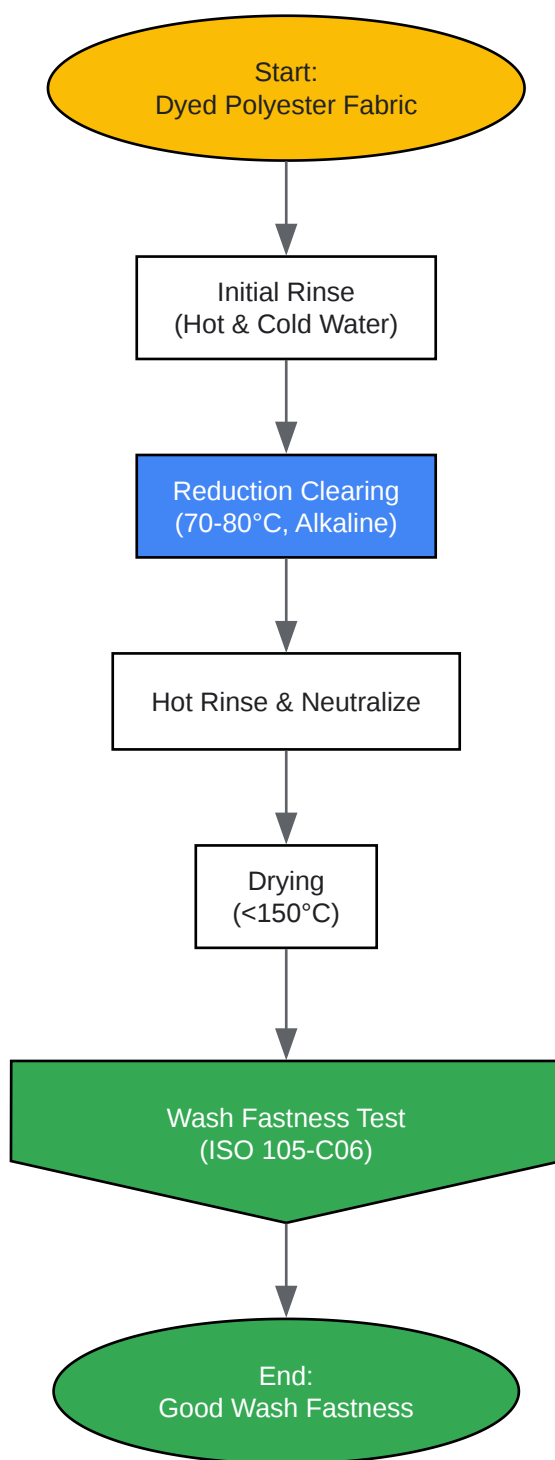 Start:
Dyed Polyester Fabric
Initial Rinse
(Hot & Cold Water)
Reduction Clearing
(70-80°C, Alkaline)
Hot Rinse & Neutralize
Drying
(<150°C)
Wash Fastness Test
(ISO 105-C06)
End:
Good Wash Fastness